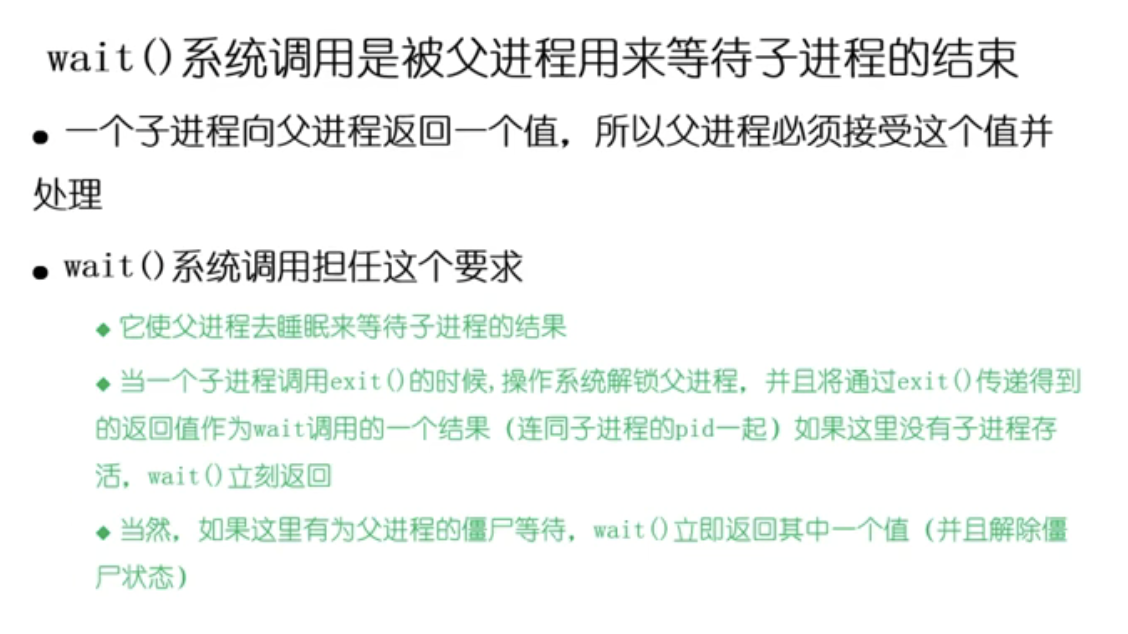 wait()系统调用是被父进程用来等待子进程的结束
● 一个子进程向父进程返回一个值，所以父进程必须接受这个值并
处理
● wait()系统调用担任这个要求
◆ 它使父进程去睡眠来等待子进程的结果
◆ 当一个子进程调用exit()的时候,操作系统解锁父进程，并且将通过exit()传递得到
的返回值作为wait调用的一个结果（连同子进程的pid一起）如果这里没有子进程存
活，wait()立刻返回
◆ 当然，如果这里有为父进程的僵尸等待，wait()立即返回其中一个值（并且解除僵
尸状态）